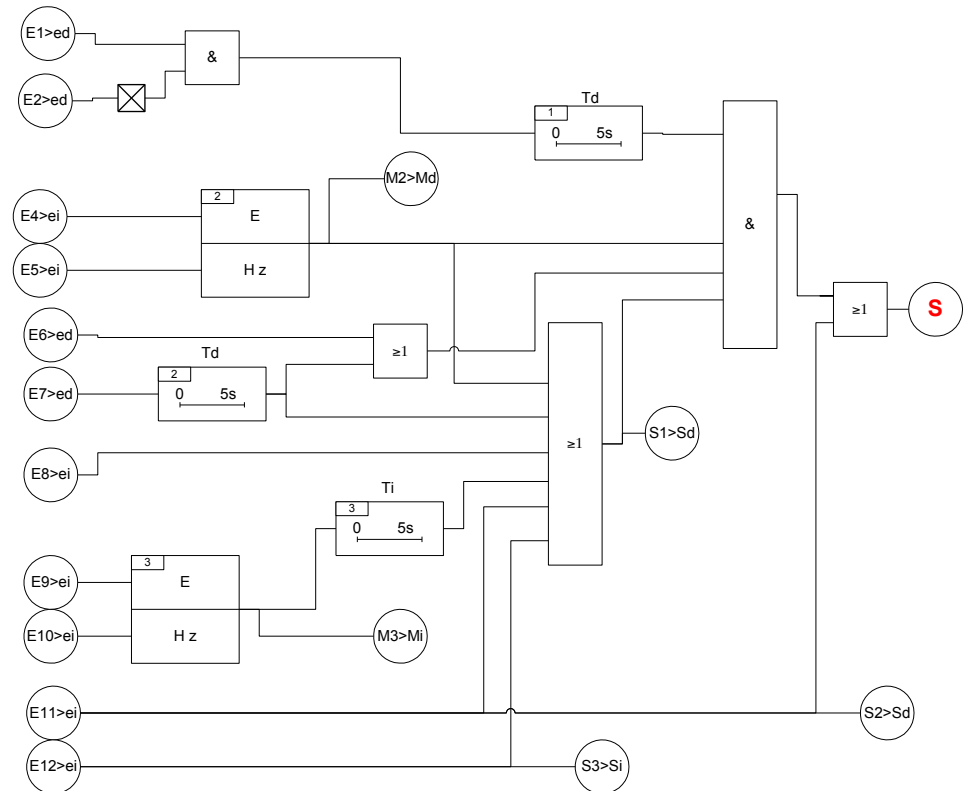 E1>ed
&
E2>ed
Td
1
0 5s
M2>Md
E4>ei
2
E
E5>ei
H z
&
S
≥1
E6>ed
≥1
Td
E7>ed
2
0 5s
S1>Sd
≥1
E8>ei
Ti
3
0 5s
E9>ei
3
E
E10>ei
H z
M3>Mi
E11>ei
S2>Sd
E12>ei
S3>Si